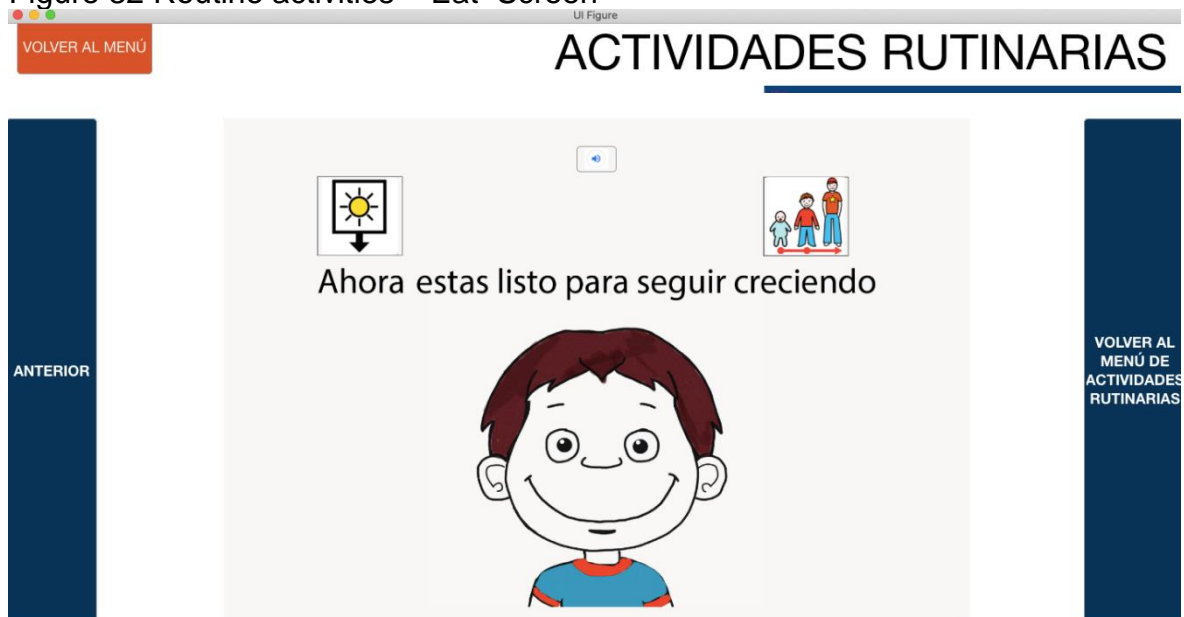 Figure 32 Routine activities – "Eat" Screen
UI Figure
VOLVER AL MENÚ
ACTIVIDADES RUTINARIAS
Ahora estas listo para seguir creciendo
ANTERIOR
VOLVER AL
MENÚ DE
ACTIVIDADES
RUTINARIAS